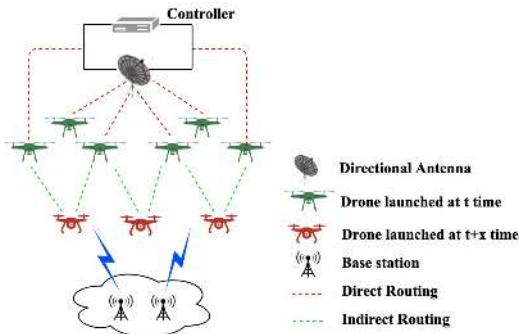 Controller
Directional Antenna
Drone launched at t time
Drone launched at t+x time
Base station
Direct Routing
Indirect Routing